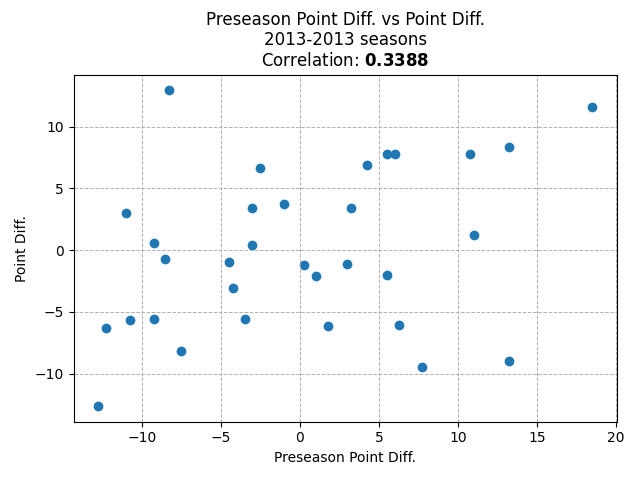 Preseason Point Diff. vs Point Diff.
2013-2013 seasons
Correlation: 0.3388
10
5
0
−5
−10
Point Diff.
−10 −5 0 5 10 15 20
Preseason Point Diff.